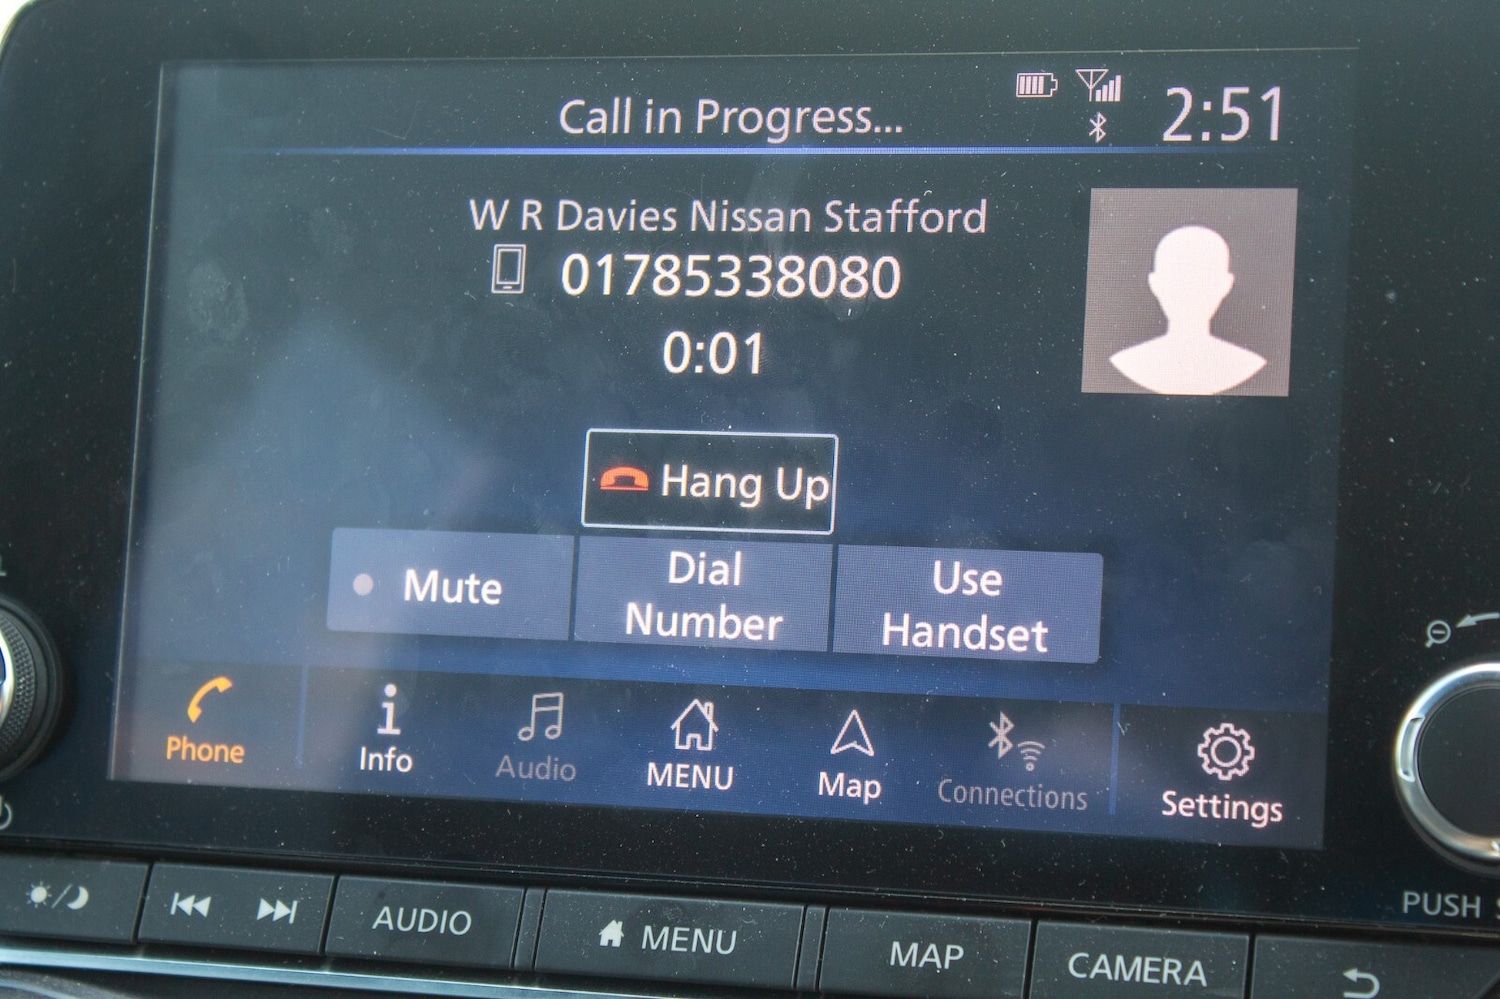 Call in Progress...
2:51
W R Davies Nissan Stafford
01785338080
0:01
Hang Up
Mute
Dial
Number
Use
Handset
Phone
Info
Audio
MENU
Map
Connections
Settings
AUDIO
MENU
MAP
CAMERA
PUSH